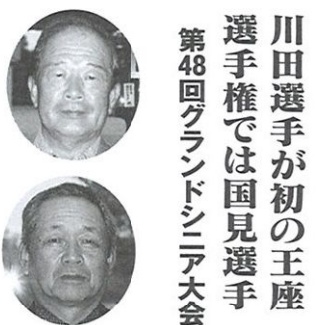 川田選手が初の王座
選手権では国見選手
第48回グランドシニア大会